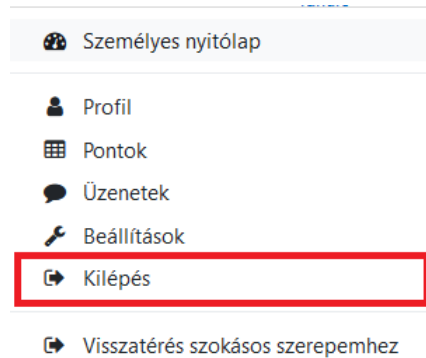 Személyes nyitólap
Profil
Pontok
Üzenetek
Beállítások
Kilépés
Visszatérés szokásos szerepemhez